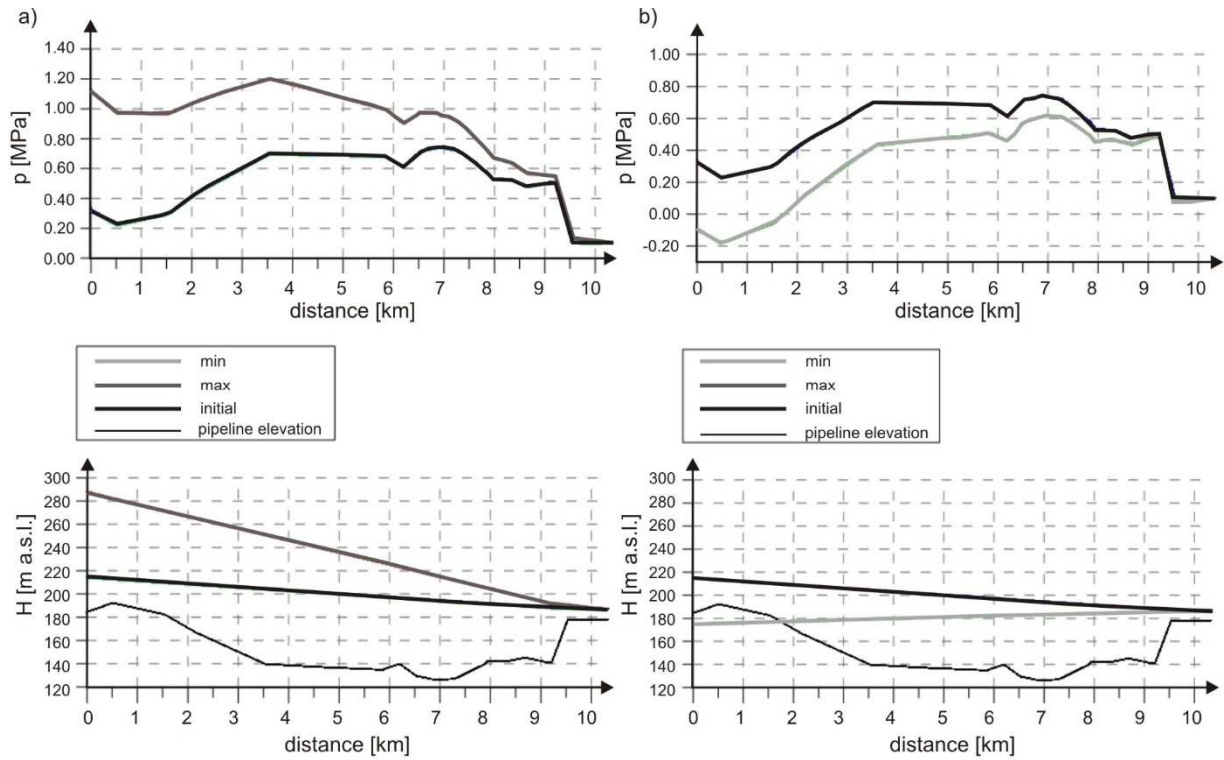 a)
p [MPa]
1.40
1.20
1.00
0.80
0.60
0.40
0.20
0.00
0 1 2 3 4 5 6 7 8 9 10
distance [km]
b)
p [MPa]
1.00
0.80
0.60
0.40
0.20
0.00
-0.20
0 1 2 3 4 5 6 7 8 9 10
distance [km]
min
max
initial
pipeline elevation
min
max
initial
pipeline elevation
H [m a.s.l.]
300
280
260
240
220
200
180
160
140
120
0 1 2 3 4 5 6 7 8 9 10
distance [km]
H [m a.s.l.]
300
280
260
240
220
200
180
160
140
120
0 1 2 3 4 5 6 7 8 9 10
distance [km]